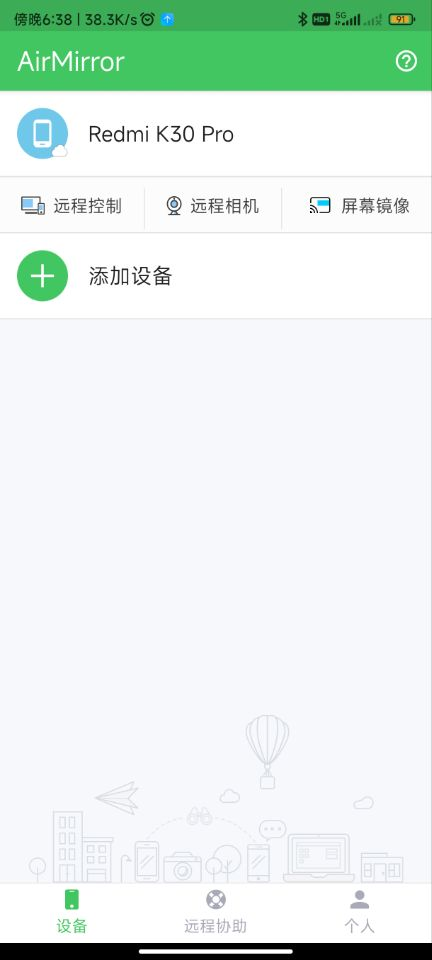 傍晚6:38 | 38.3K/s
HD1 5G 91
AirMirror
Redmi K30 Pro
远程控制 远程相机 屏幕镜像
添加设备
设备 远程协助 个人